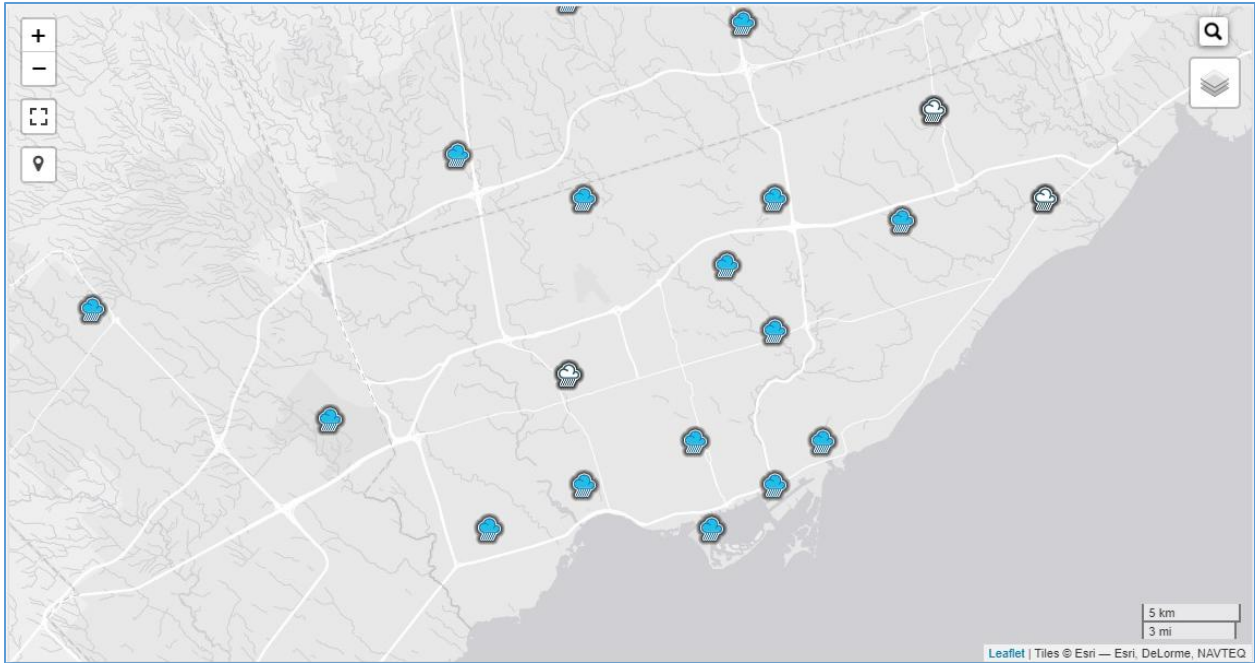 +
−
5 km
3 mi
Leaflet | Tiles © Esri — Esri, DeLorme, NAVTEQ